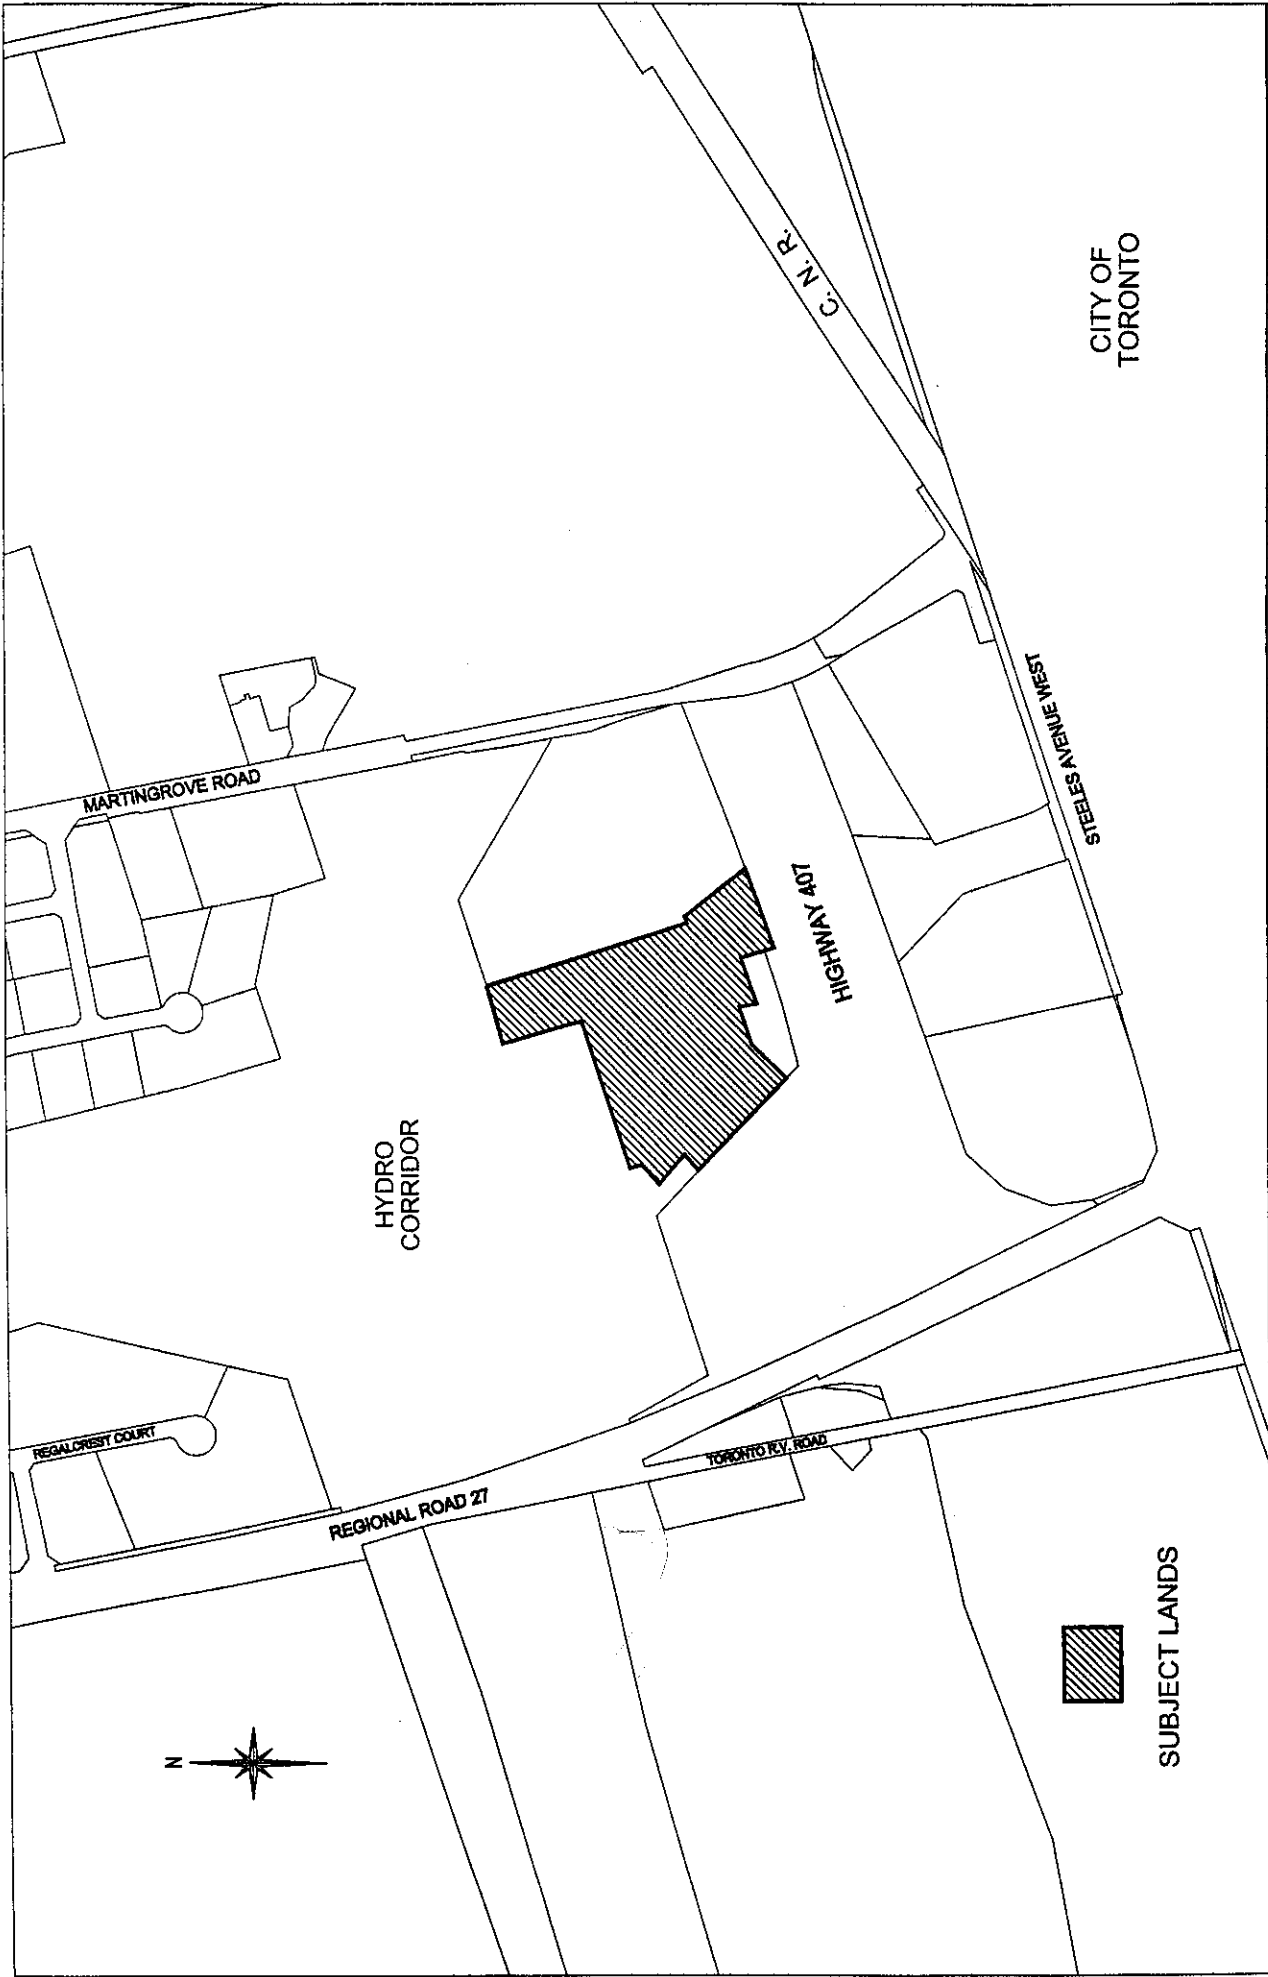 N
REGALCREST COURT
REGIONAL ROAD 27
TORONTO R.V. ROAD
HYDRO
CORRIDOR
MARTINGROVE ROAD
HIGHWAY 407
STEELES AVENUE WEST
C. N. R.
CITY OF
TORONTO
SUBJECT LANDS